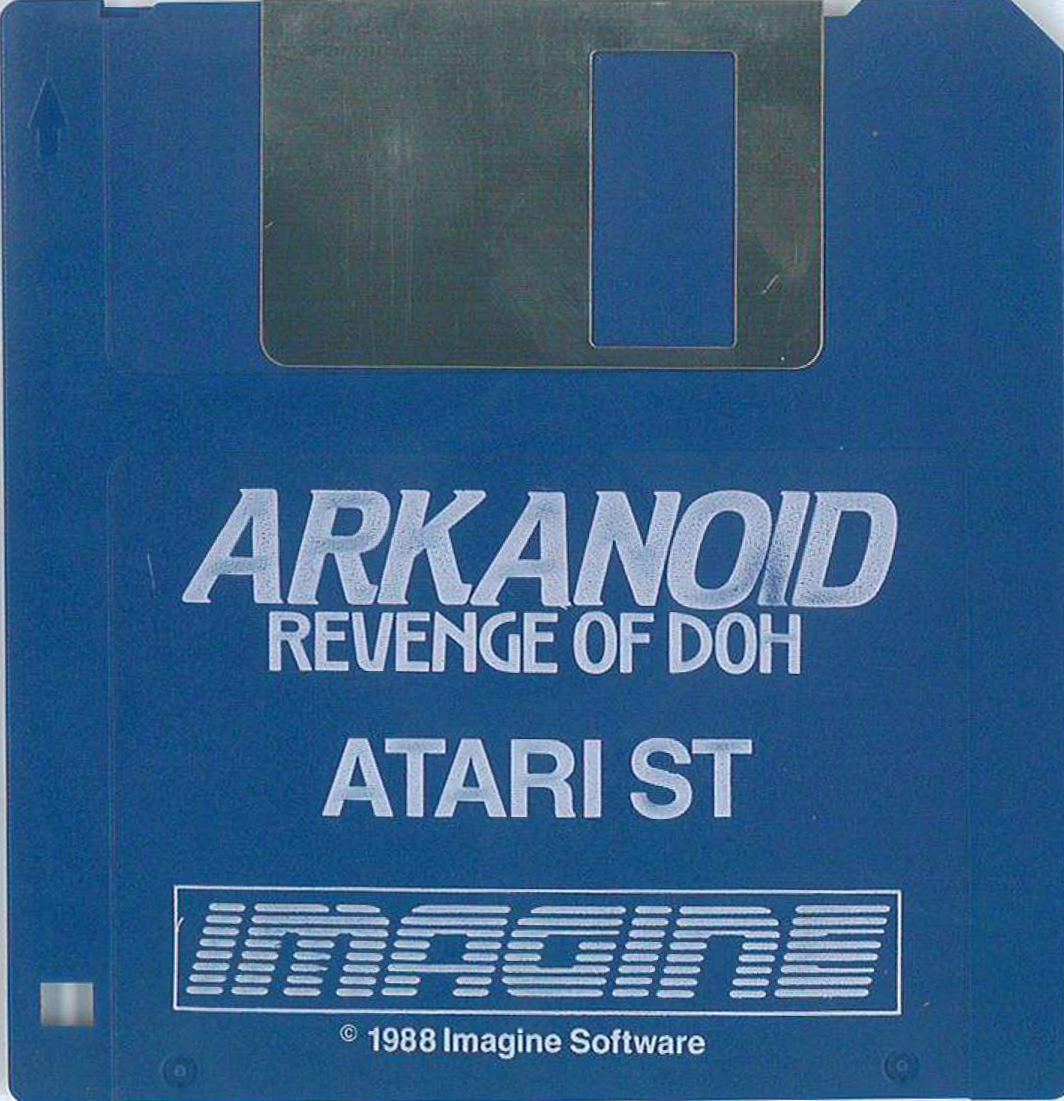 ARKANOID
REVENGE OF DOH
ATARI ST
IMAGINE
© 1988 Imagine Software